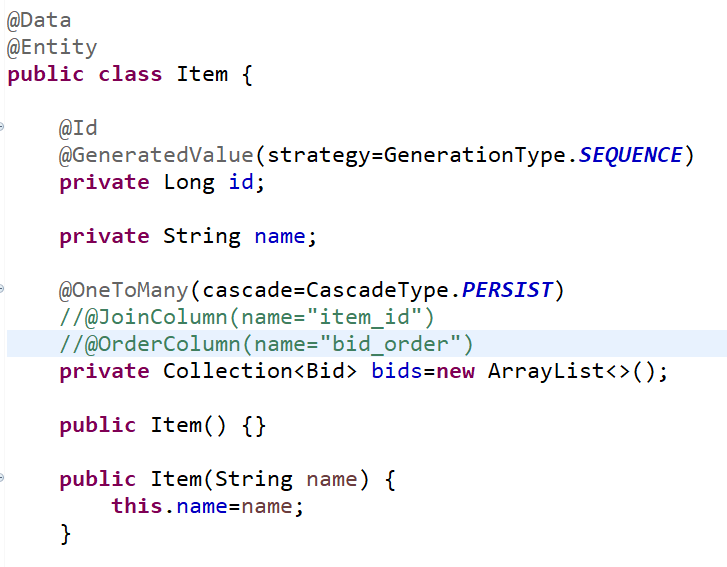 @Data
@Entity
public class Item {
@Id
@GeneratedValue(strategy=GenerationType.SEQUENCE)
private Long id;
private String name;
@OneToMany(cascade=CascadeType.PERSIST)
//@JoinColumn(name="item_id")
//@OrderColumn(name="bid_order")
private Collection<Bid> bids=new ArrayList<>();
public Item() {}
public Item(String name) {
this.name=name;
}